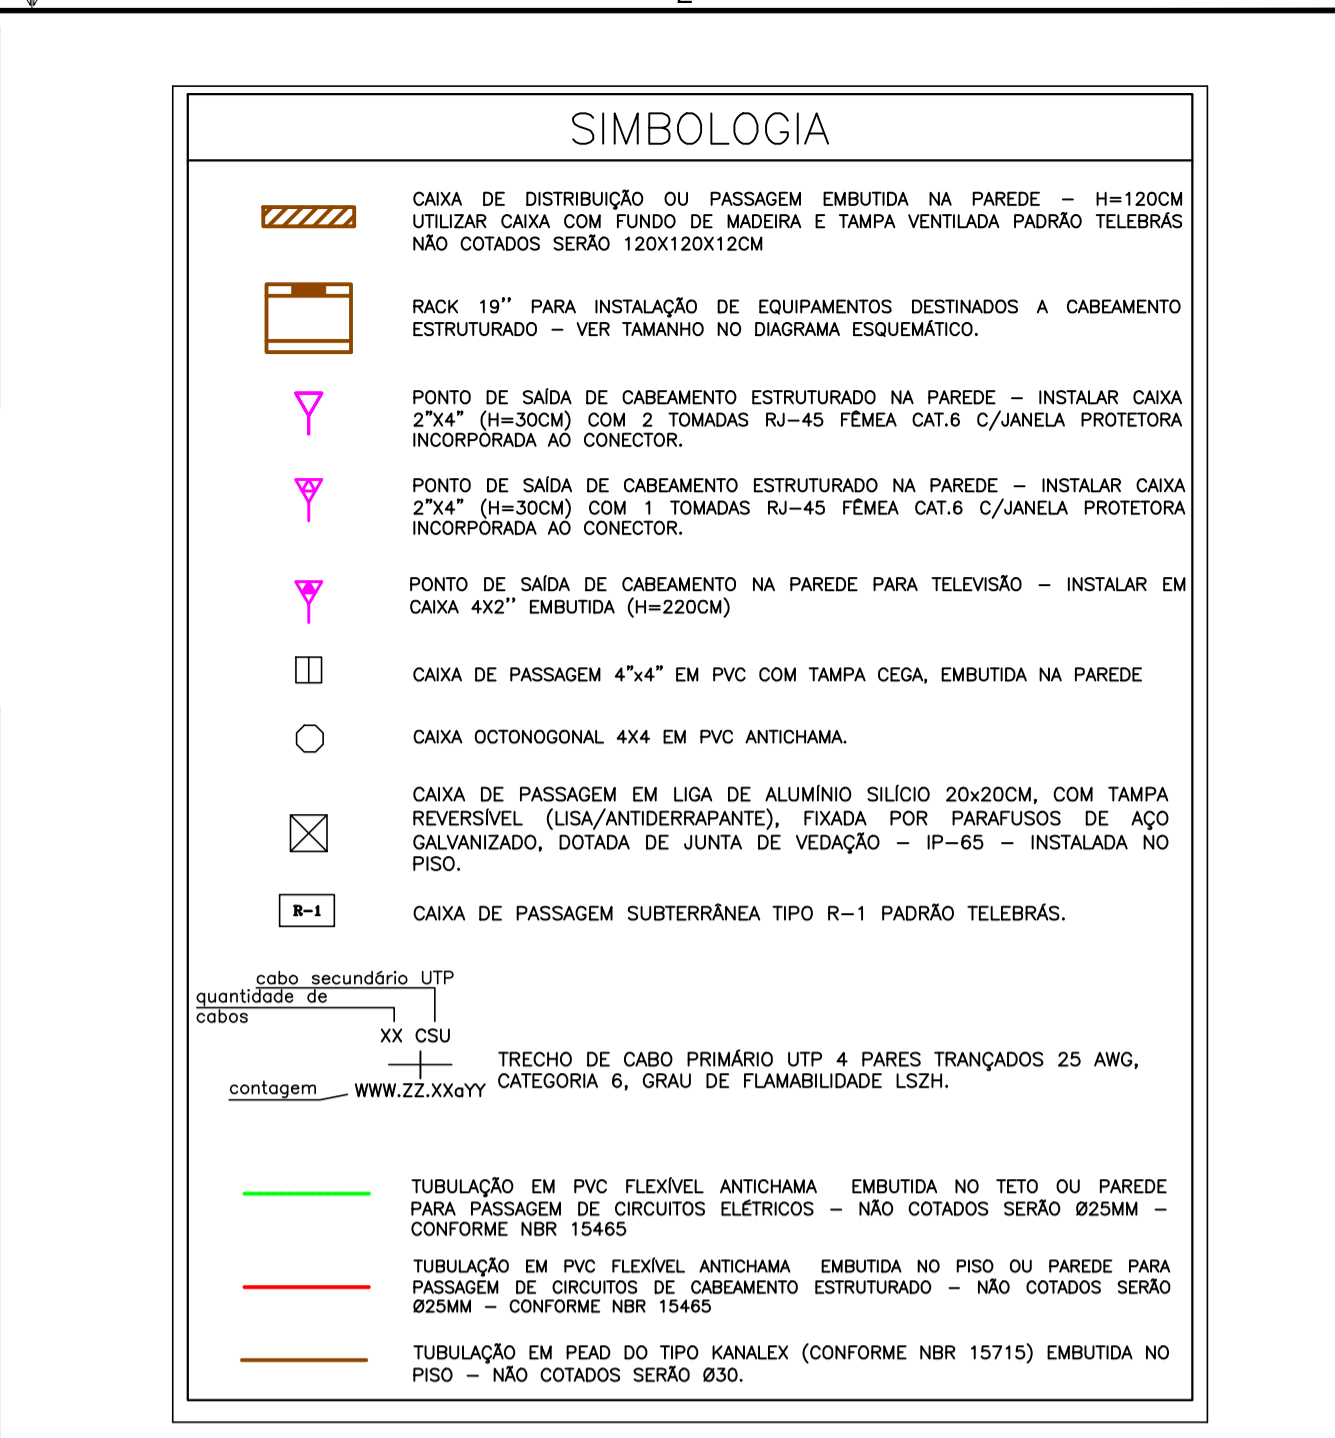 SIMBOLOGIA
CAIXA DE DISTRIBUIÇÃO OU PASSAGEM EMBUTIDA NA PAREDE – H=120CM
UTILIZAR CAIXA COM FUNDO DE MADEIRA E TAMPA VENTILADA PADRÃO TELEBRÁS
NÃO COTADOS SERÃO 120X120X12CM
RACK 19'' PARA INSTALAÇÃO DE EQUIPAMENTOS DESTINADOS A CABEAMENTO
ESTRUTURADO – VER TAMANHO NO DIAGRAMA ESQUEMÁTICO.
PONTO DE SAÍDA DE CABEAMENTO ESTRUTURADO NA PAREDE – INSTALAR CAIXA
2"X4" (H=30CM) COM 2 TOMADAS RJ–45 FÊMEA CAT.6 C/JANELA PROTETORA
INCORPORADA AO CONECTOR.
PONTO DE SAÍDA DE CABEAMENTO ESTRUTURADO NA PAREDE – INSTALAR CAIXA
2"X4" (H=30CM) COM 1 TOMADAS RJ–45 FÊMEA CAT.6 C/JANELA PROTETORA
INCORPORADA AO CONECTOR.
PONTO DE SAÍDA DE CABEAMENTO NA PAREDE PARA TELEVISÃO – INSTALAR EM
CAIXA 4X2'' EMBUTIDA (H=220CM)
CAIXA DE PASSAGEM 4"x4" EM PVC COM TAMPA CEGA, EMBUTIDA NA PAREDE
CAIXA OCTONOGONAL 4X4 EM PVC ANTICHAMA.
CAIXA DE PASSAGEM EM LIGA DE ALUMÍNIO SILÍCIO 20x20CM, COM TAMPA
REVERSÍVEL (LISA/ANTIDERRAPANTE), FIXADA POR PARAFUSOS DE AÇO
GALVANIZADO, DOTADA DE JUNTA DE VEDAÇÃO – IP–65 – INSTALADA NO
PISO.
R–1
CAIXA DE PASSAGEM SUBTERRÂNEA TIPO R–1 PADRÃO TELEBRÁS.
cabo secundário UTP
quantidade de
cabos
XX CSU
contagem
WWW.ZZ.XXaYY
TRECHO DE CABO PRIMÁRIO UTP 4 PARES TRANÇADOS 25 AWG,
CATEGORIA 6, GRAU DE FLAMABILIDADE LSZH.
TUBULAÇÃO EM PVC FLEXÍVEL ANTICHAMA EMBUTIDA NO TETO OU PAREDE
PARA PASSAGEM DE CIRCUITOS ELÉTRICOS – NÃO COTADOS SERÃO Ø25MM –
CONFORME NBR 15465
TUBULAÇÃO EM PVC FLEXÍVEL ANTICHAMA EMBUTIDA NO PISO OU PAREDE PARA
PASSAGEM DE CIRCUITOS DE CABEAMENTO ESTRUTURADO – NÃO COTADOS SERÃO
Ø25MM – CONFORME NBR 15465
TUBULAÇÃO EM PEAD DO TIPO KANALEX (CONFORME NBR 15715) EMBUTIDA NO
PISO – NÃO COTADOS SERÃO Ø30.